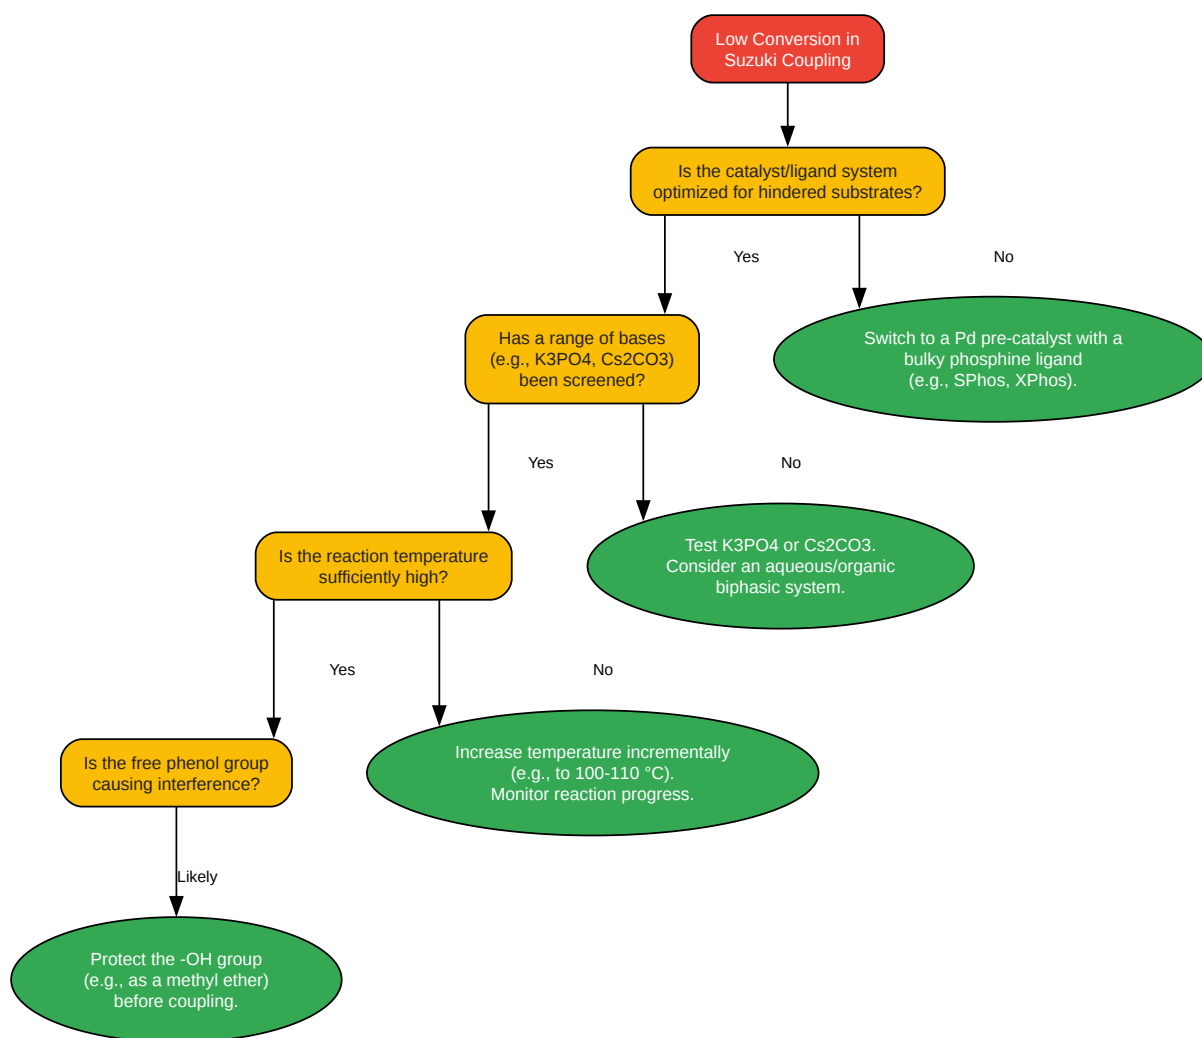 Low Conversion in
Suzuki Coupling
Is the catalyst/ligand system
optimized for hindered substrates?
Yes
No
Has a range of bases
(e.g., K3PO4, Cs2CO3)
been screened?
Switch to a Pd pre-catalyst with a
bulky phosphine ligand
(e.g., SPhos, XPhos).
Yes
No
Is the reaction temperature
sufficiently high?
Test K3PO4 or Cs2CO3.
Consider an aqueous/organic
biphasic system.
Yes
No
Is the free phenol group
causing interference?
Increase temperature incrementally
(e.g., to 100-110 °C).
Monitor reaction progress.
Likely
Protect the -OH group
(e.g., as a methyl ether)
before coupling.